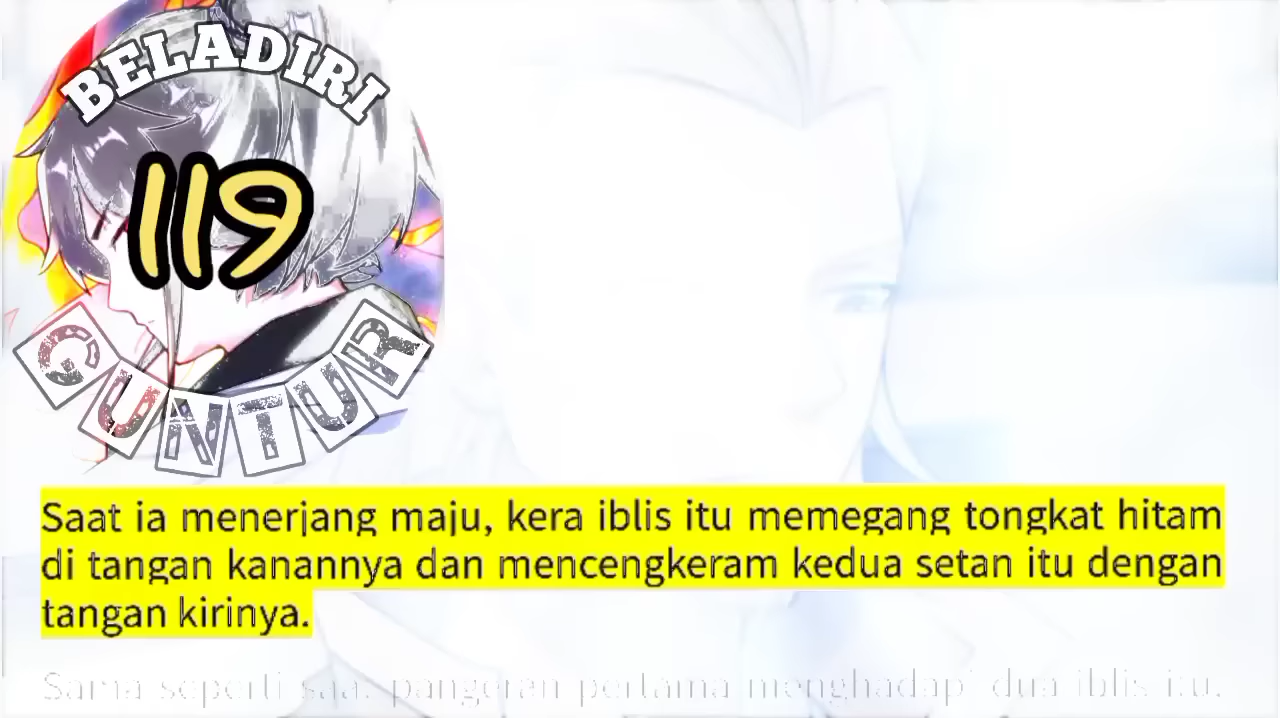 BELADIRI
119
GUNTUR
Saat ia menerjang maju, kera iblis itu memegang tongkat hitam
di tangan kanannya dan mencengkeram kedua setan itu dengan
tangan kirinya.
Sama seperti saat pangeran pertama menghadapi dua iblis itu,